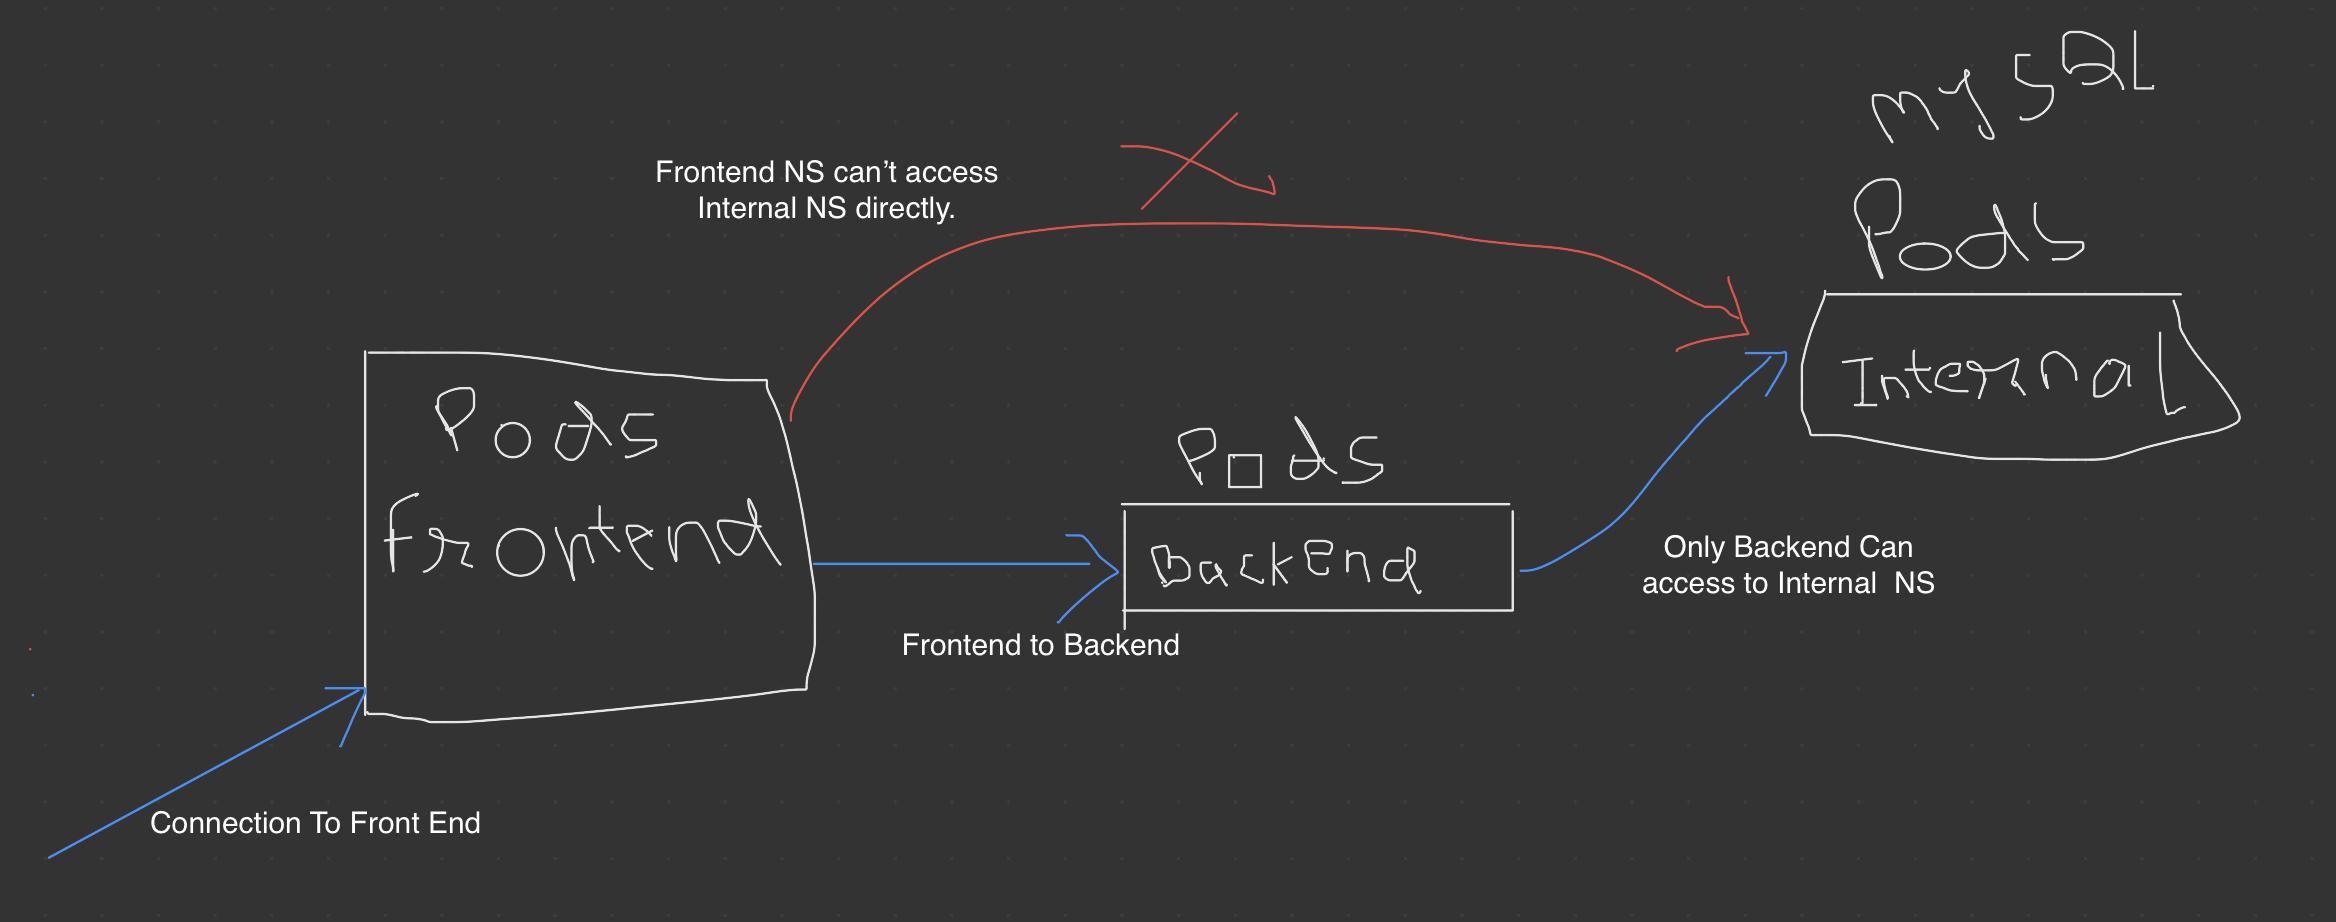 mysQL
Pods
Internal
Frontend NS can’t access
Internal NS directly.
Pods
frontend
Pods
Backend
Only Backend Can
access to Internal  NS
Frontend to Backend
Connection To Front End